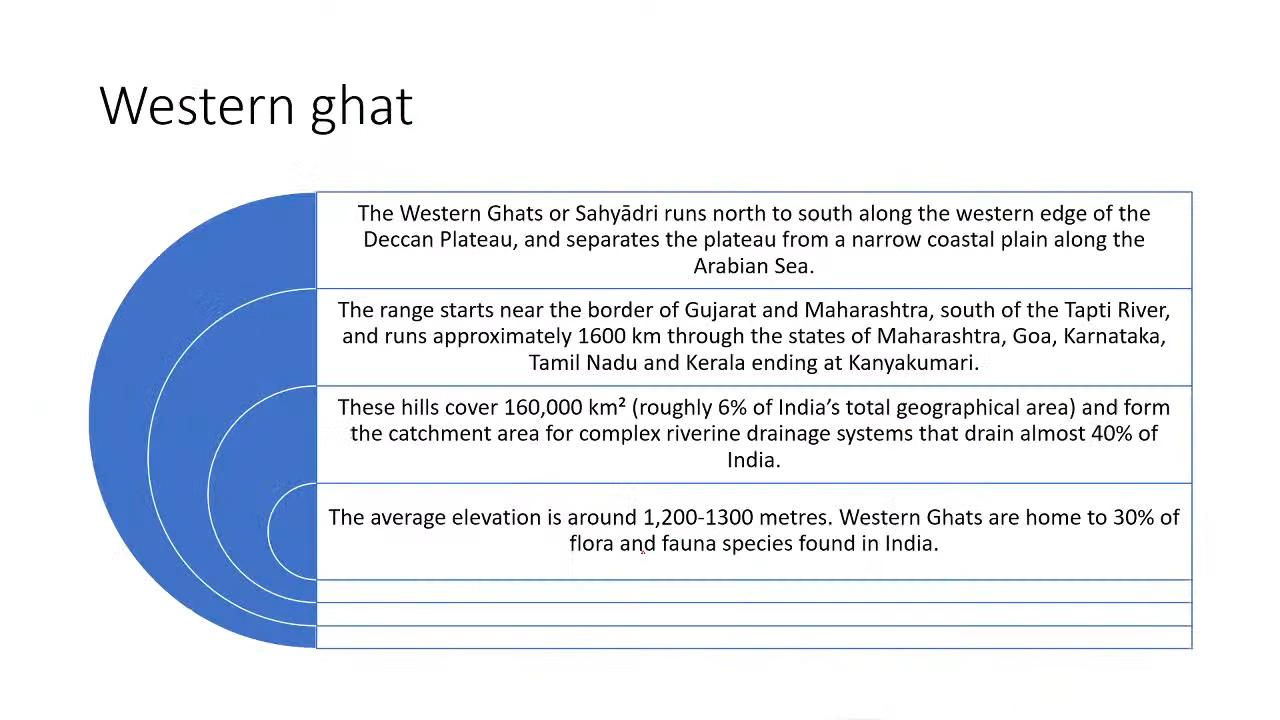 Western ghat
The Western Ghats or Sahyādri runs north to south along the western edge of the
Deccan Plateau, and separates the plateau from a narrow coastal plain along the
Arabian Sea.
The range starts near the border of Gujarat and Maharashtra, south of the Tapti River,
and runs approximately 1600 km through the states of Maharashtra, Goa, Karnataka,
Tamil Nadu and Kerala ending at Kanyakumari.
These hills cover 160,000 km² (roughly 6% of India’s total geographical area) and form
the catchment area for complex riverine drainage systems that drain almost 40% of
India.
The average elevation is around 1,200-1300 metres. Western Ghats are home to 30% of
flora and fauna species found in India.